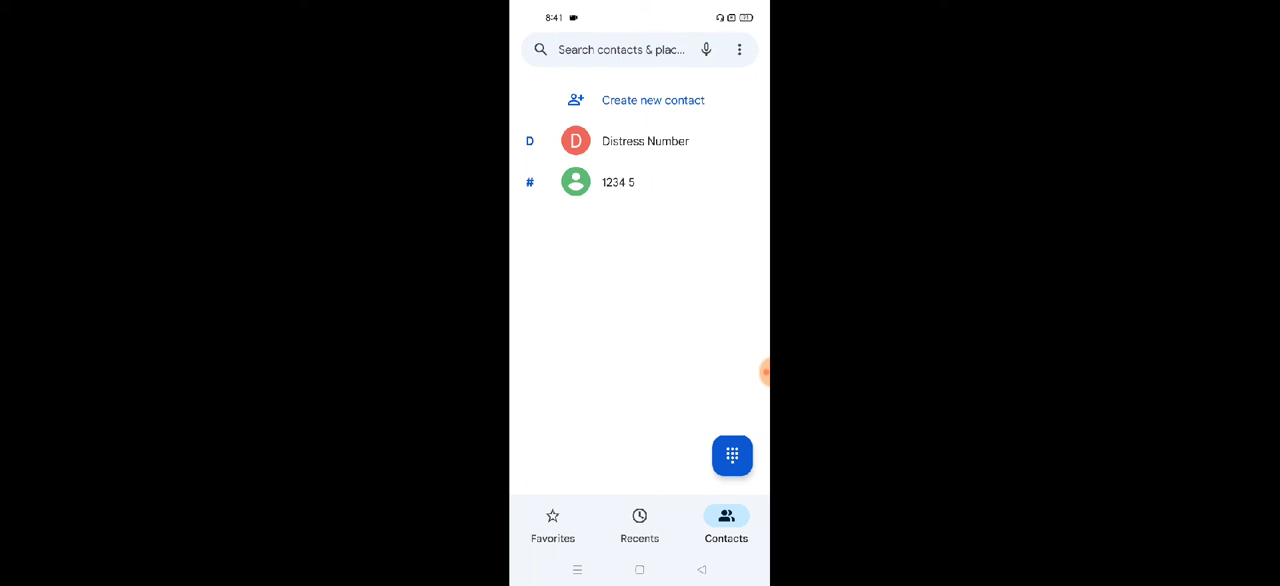 8:41
Search contacts & plac...
Create new contact
D
D
Distress Number
#
1234 5
Favorites
Recents
Contacts